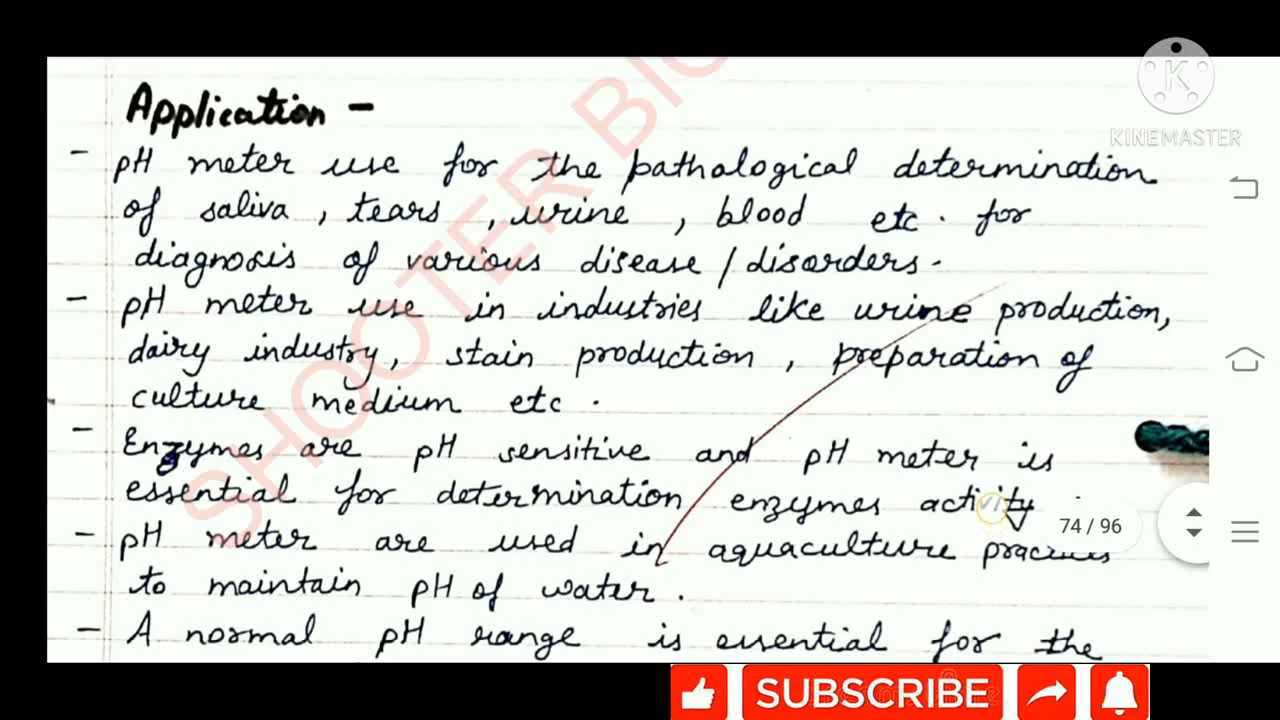 Application -
- pH meter use for the pathological determination
of saliva, tears, urine, blood etc. for
diagnosis of various disease / disorders.
- pH meter use in industries like urine production,
dairy industry, stain production, preparation of
culture medium etc.
- Enzymes are pH sensitive and pH meter is
essential for determination enzymes activity
- pH meter are used in aquaculture
to maintain pH of water.
- A normal pH range is essential for the
SHOOTER BIO
K
KINEMASTER
74 / 96
SUBSCRIBE